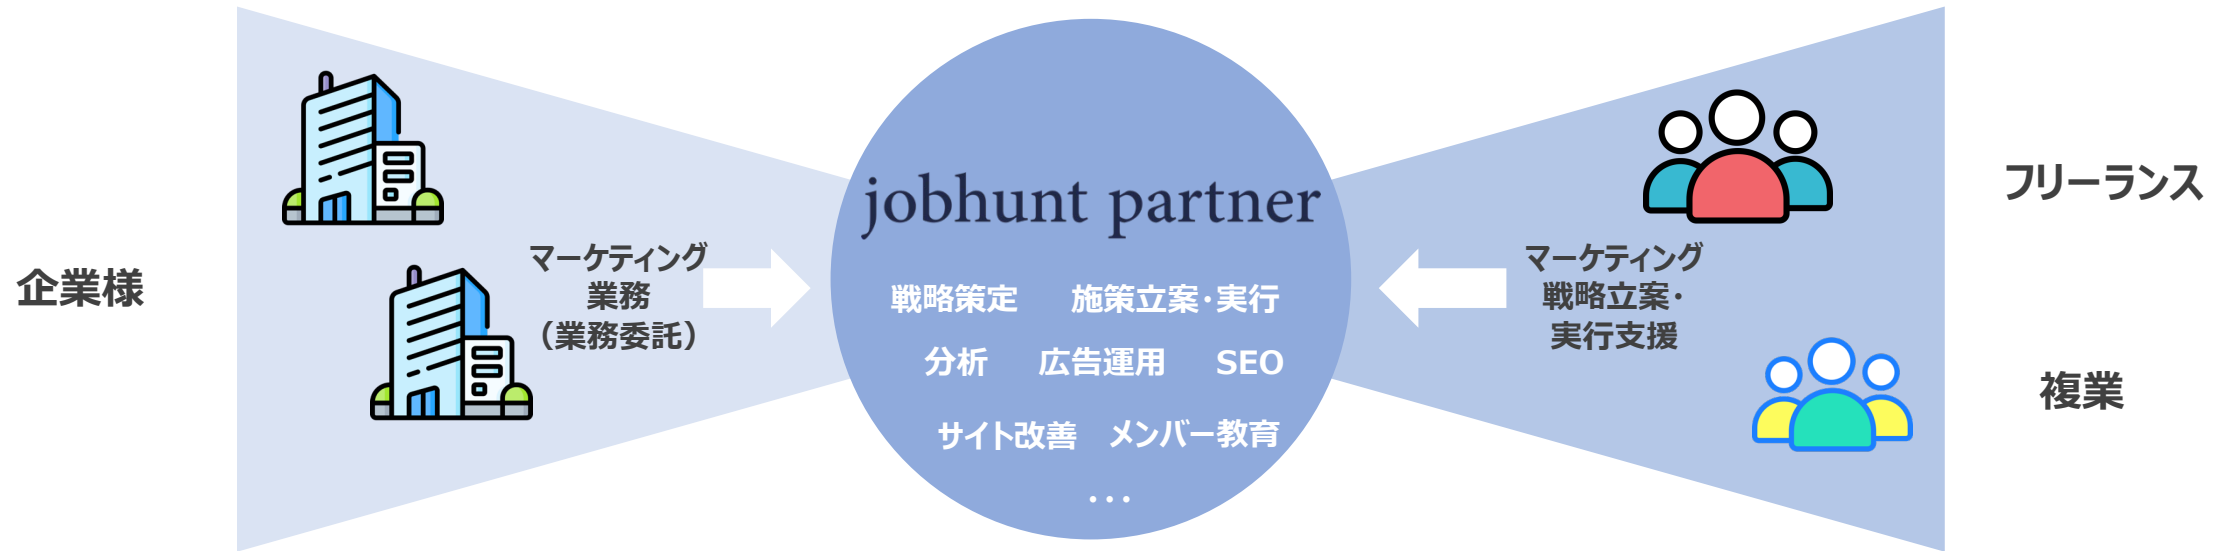 企業様
マーケティング
業務
（業務委託）
jobhunt partner
戦略策定 施策立案・実行
分析 広告運用 SEO
サイト改善 メンバー教育
...
マーケティング
戦略立案・
実行支援
フリーランス
複業